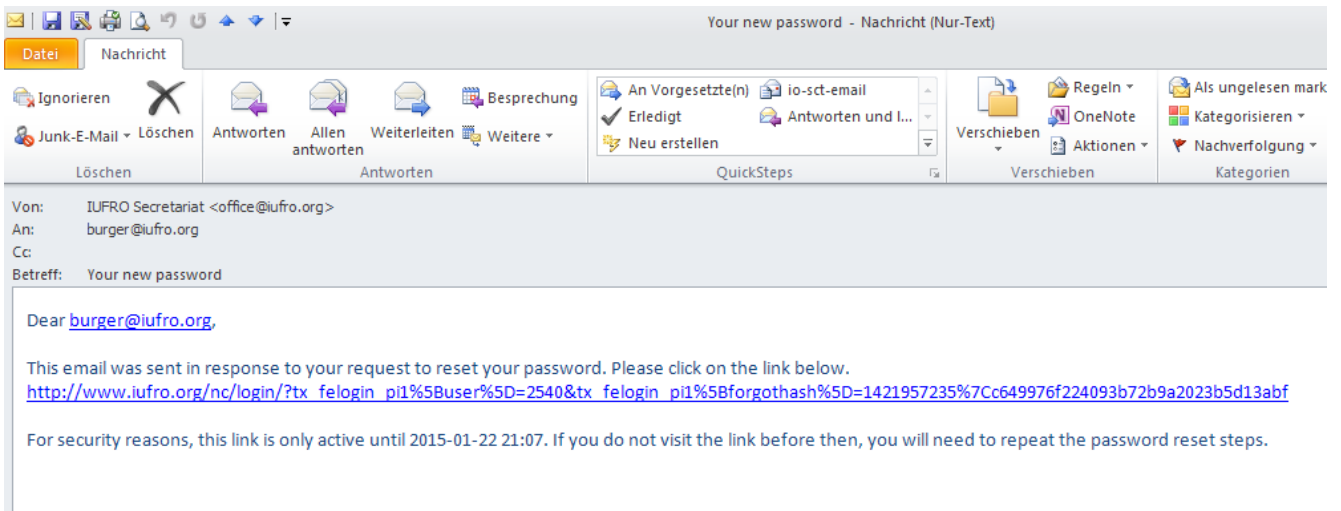 Your new password - Nachricht (Nur-Text)
Datei Nachricht
Ignorieren
Junk-E-Mail
Löschen
Löschen
Antworten
Allen antworten
Weiterleiten
Besprechung
Weitere
Antworten
An Vorgesetzte(n)
io-sct-email
Erledigt
Antworten und l...
Neu erstellen
QuickSteps
Verschieben
Regeln
OneNote
Aktionen
Verschieben
Als ungelesen mark
Kategorisieren
Nachverfolgung
Kategorien
Von: IUFRO Secretariat <office@iufro.org>
An: burger@iufro.org
Cc:
Betreff: Your new password
Dear burger@iufro.org,
This email was sent in response to your request to reset your password. Please click on the link below.
http://www.iufro.org/nc/login/?tx_felogin_pi1%5Buser%5D=2540&tx_felogin_pi1%5Bforgothash%5D=1421957235%7Cc649976f224093b72b9a2023b5d13abf
For security reasons, this link is only active until 2015-01-22 21:07. If you do not visit the link before then, you will need to repeat the password reset steps.